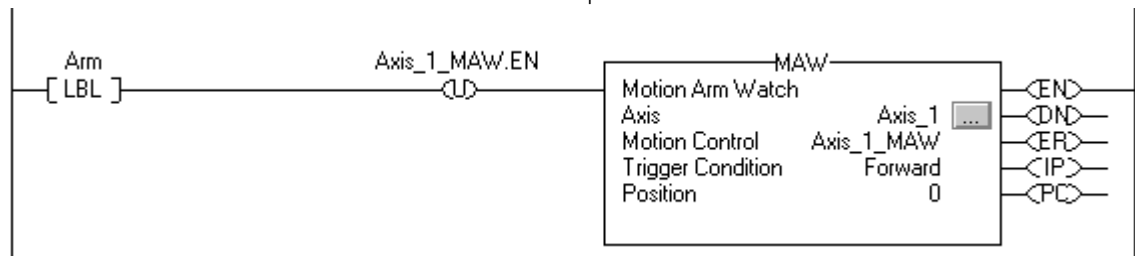 Arm
LBL
Axis_1_MAW.EN
U
MAW
Motion Arm Watch
Axis Axis_1 ...
Motion Control Axis_1_MAW
Trigger Condition Forward
Position 0
EN
DN
ER
IP
PC